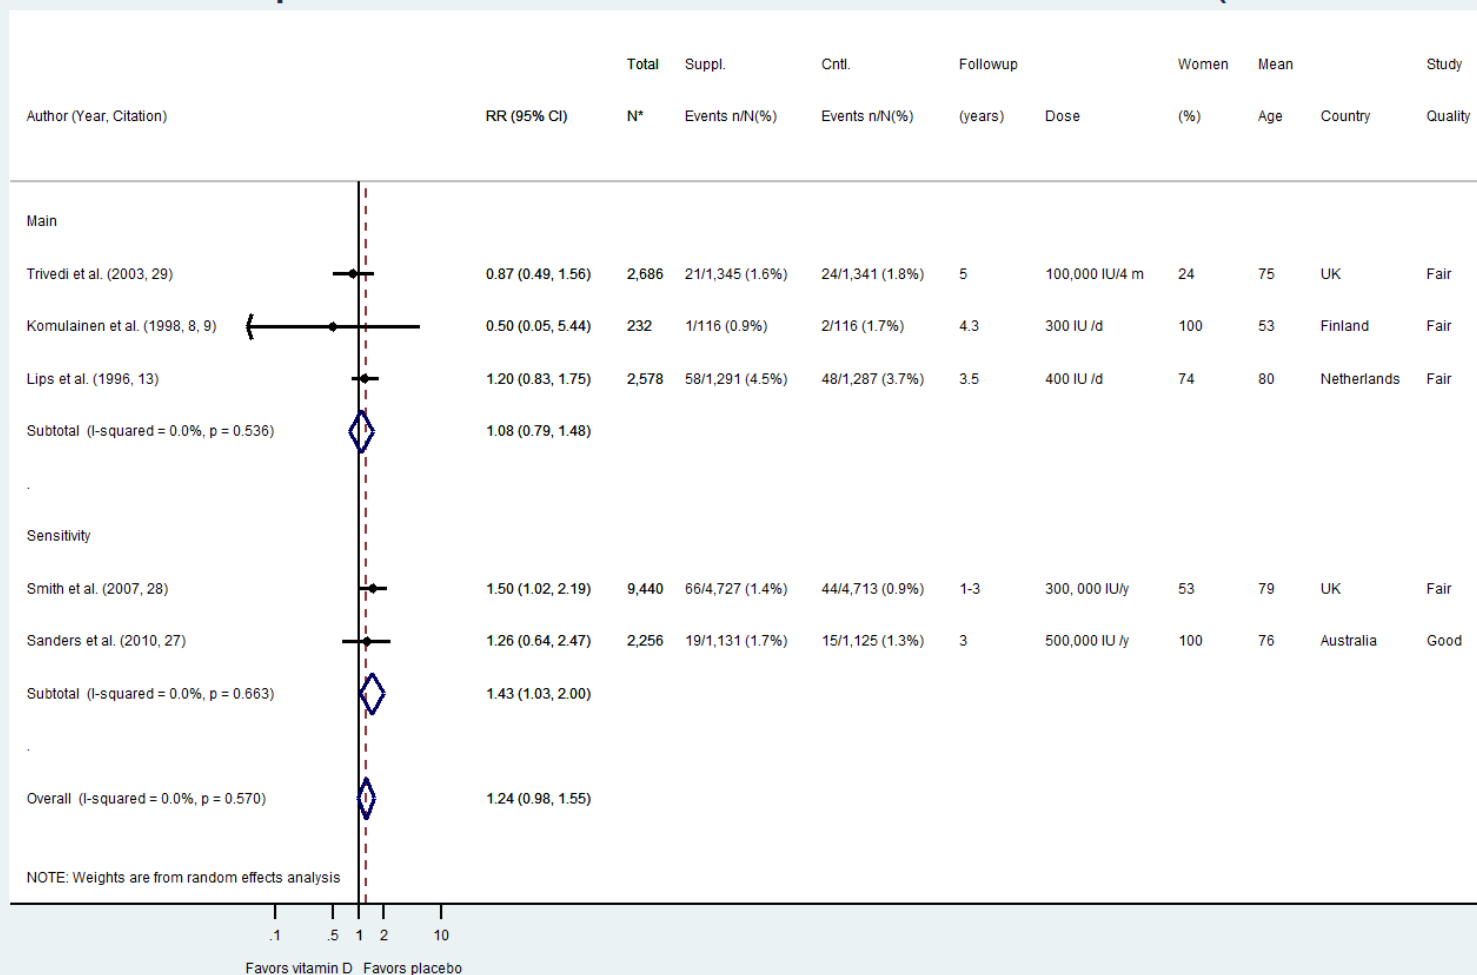 Total Suppl. Cntl. Followup Women Mean Study
Author (Year, Citation) RR (95% CI) N* Events n/N(%) Events n/N(%) (years) Dose (%) Age Country Quality
Main
Trivedi et al. (2003, 29) 0.87 (0.49, 1.56) 2,686 21/1,345 (1.6%) 24/1,341 (1.8%) 5 100,000 IU/4 m 24 75 UK Fair
Komulainen et al. (1998, 8, 9) 0.50 (0.05, 5.44) 232 1/116 (0.9%) 2/116 (1.7%) 4.3 300 IU /d 100 53 Finland Fair
Lips et al. (1996, 13) 1.20 (0.83, 1.75) 2,578 58/1,291 (4.5%) 48/1,287 (3.7%) 3.5 400 IU /d 74 80 Netherlands Fair
Subtotal (I-squared = 0.0%, p = 0.536) 1.08 (0.79, 1.48)
.
Sensitivity
Smith et al. (2007, 28) 1.50 (1.02, 2.19) 9,440 66/4,727 (1.4%) 44/4,713 (0.9%) 1-3 300, 000 IU/y 53 79 UK Fair
Sanders et al. (2010, 27) 1.26 (0.64, 2.47) 2,256 19/1,131 (1.7%) 15/1,125 (1.3%) 3 500,000 IU /y 100 76 Australia Good
Subtotal (I-squared = 0.0%, p = 0.663) 1.43 (1.03, 2.00)
.
Overall (I-squared = 0.0%, p = 0.570) 1.24 (0.98, 1.55)
NOTE: Weights are from random effects analysis
.1 .5 1 2 10
Favors vitamin D Favors placebo